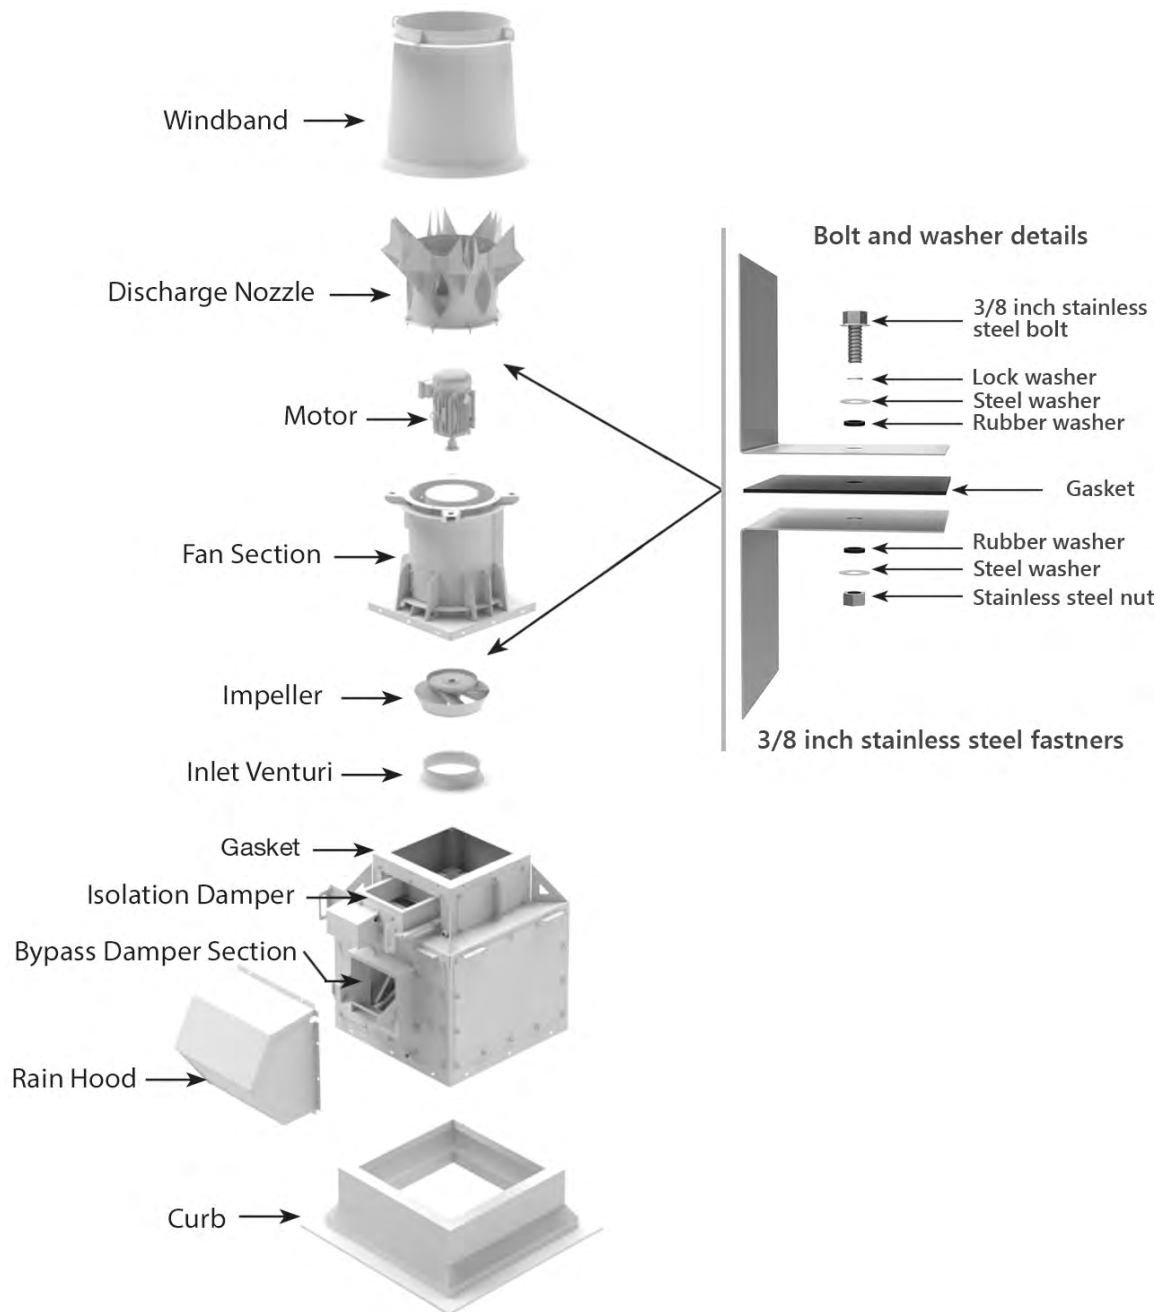 Windband
Discharge Nozzle
Motor
Fan Section
Impeller
Inlet Venturi
Gasket
Isolation Damper
Bypass Damper Section
Rain Hood
Curb
Bolt and washer details
3/8 inch stainless
steel bolt
Lock washer
Steel washer
Rubber washer
Gasket
Rubber washer
Steel washer
Stainless steel nut
3/8 inch stainless steel fastners